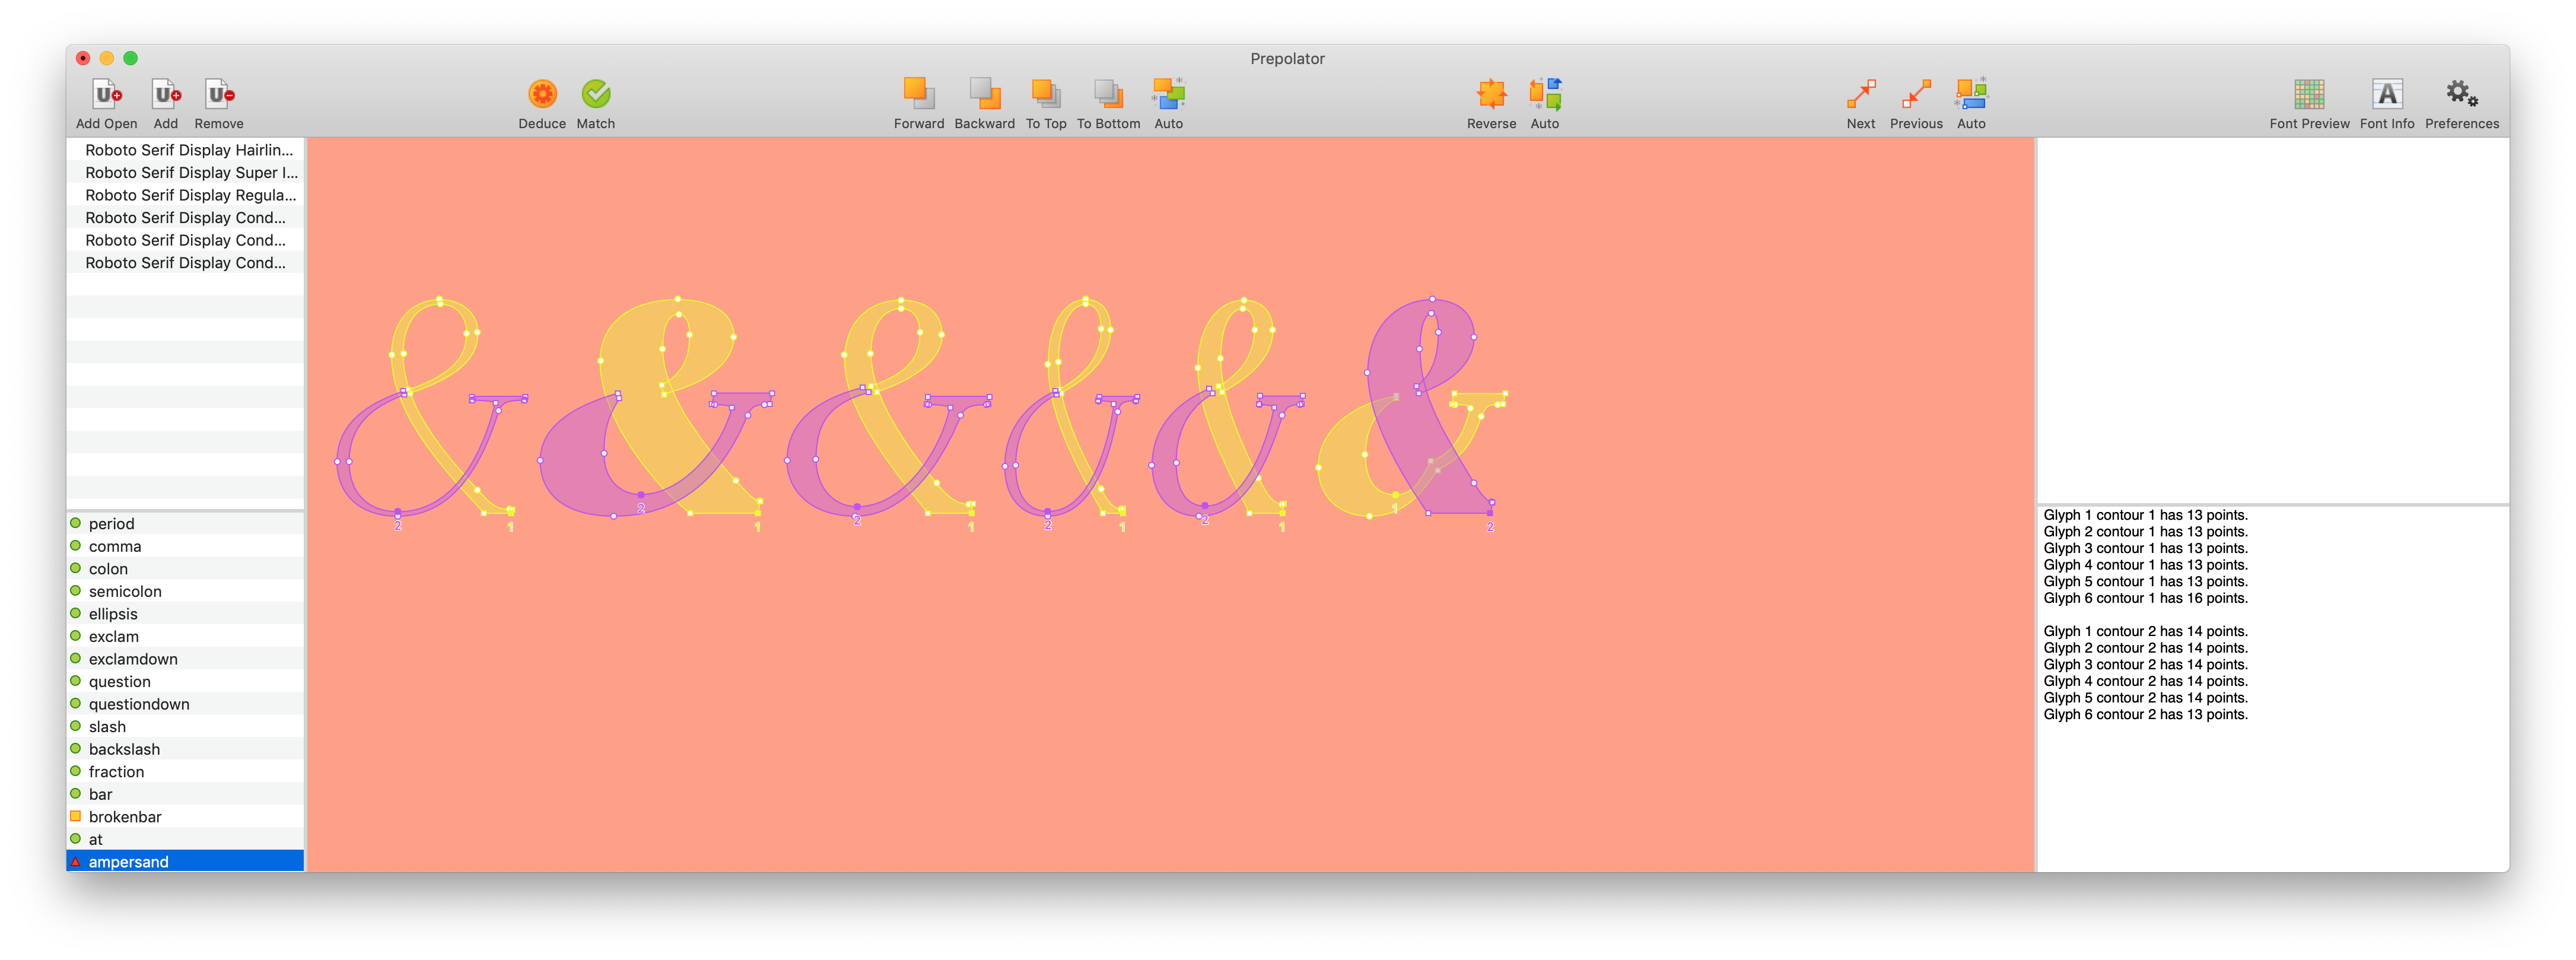 Prepolator
Add Open Add Remove Deduce Match Forward Backward To Top To Bottom Auto Reverse Auto Next Previous Auto Font Preview Font Info Preferences
Roboto Serif Display Hairlin...
Roboto Serif Display Super I...
Roboto Serif Display Regula...
Roboto Serif Display Cond...
Roboto Serif Display Cond...
Roboto Serif Display Cond...
period
comma
colon
semicolon
ellipsis
exclam
exclamdown
question
questiondown
slash
backslash
fraction
bar
brokenbar
at
ampersand
& & & & & &
2 1 2 1 2 1 2 1 2 1 1 2
Glyph 1 contour 1 has 13 points.
Glyph 2 contour 1 has 13 points.
Glyph 3 contour 1 has 13 points.
Glyph 4 contour 1 has 13 points.
Glyph 5 contour 1 has 13 points.
Glyph 6 contour 1 has 16 points.
Glyph 1 contour 2 has 14 points.
Glyph 2 contour 2 has 14 points.
Glyph 3 contour 2 has 14 points.
Glyph 4 contour 2 has 14 points.
Glyph 5 contour 2 has 14 points.
Glyph 6 contour 2 has 13 points.